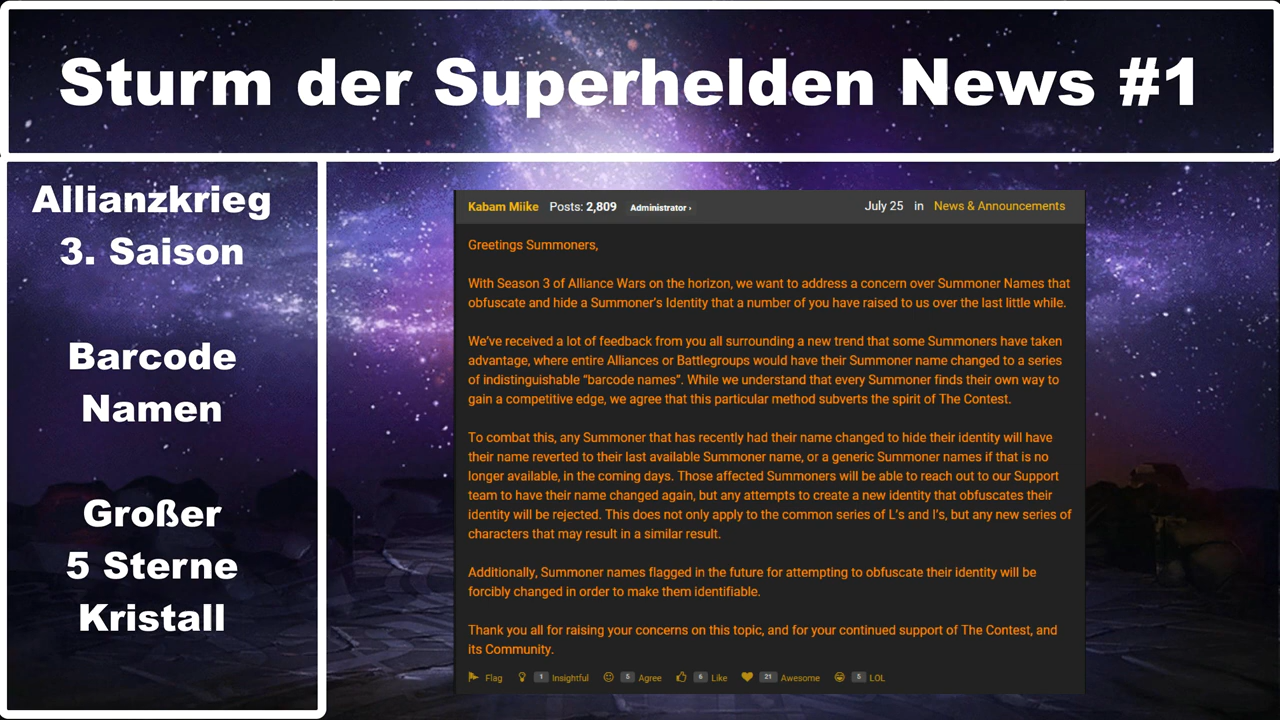 Sturm der Superhelden News #1
Allianzkrieg
3. Saison
Barcode
Namen
Großer
5 Sterne
Kristall
Kabam Miike Posts: 2,809 Administrator › July 25 in News & Announcements
Greetings Summoners,
With Season 3 of Alliance Wars on the horizon, we want to address a concern over Summoner Names that
obfuscate and hide a Summoner's Identity that a number of you have raised to us over the last little while.
We've received a lot of feedback from you all surrounding a new trend that some Summoners have taken
advantage, where entire Alliances or Battlegroups would have their Summoner name changed to a series
of indistinguishable “barcode names”. While we understand that every Summoner finds their own way to
gain a competitive edge, we agree that this particular method subverts the spirit of The Contest.
To combat this, any Summoner that has recently had their name changed to hide their identity will have
their name reverted to their last available Summoner name, or a generic Summoner names if that is no
longer available, in the coming days. Those affected Summoners will be able to reach out to our Support
team to have their name changed again, but any attempts to create a new identity that obfuscates their
identity will be rejected. This does not only apply to the common series of L's and I's, but any new series of
characters that may result in a similar result.
Additionally, Summoner names flagged in the future for attempting to obfuscate their identity will be
forcibly changed in order to make them identifiable.
Thank you all for raising your concerns on this topic, and for your continued support of The Contest, and
its Community.
Flag 1 Insightful 5 Agree 6 Like 21 Awesome 5 LOL